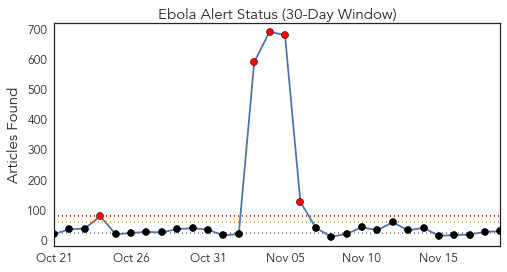 Ebola Alert Status (30-Day Window)
Articles Found
700
600
500
400
300
200
100
0
Oct 21 Oct 26 Oct 31 Nov 05 Nov 10 Nov 15